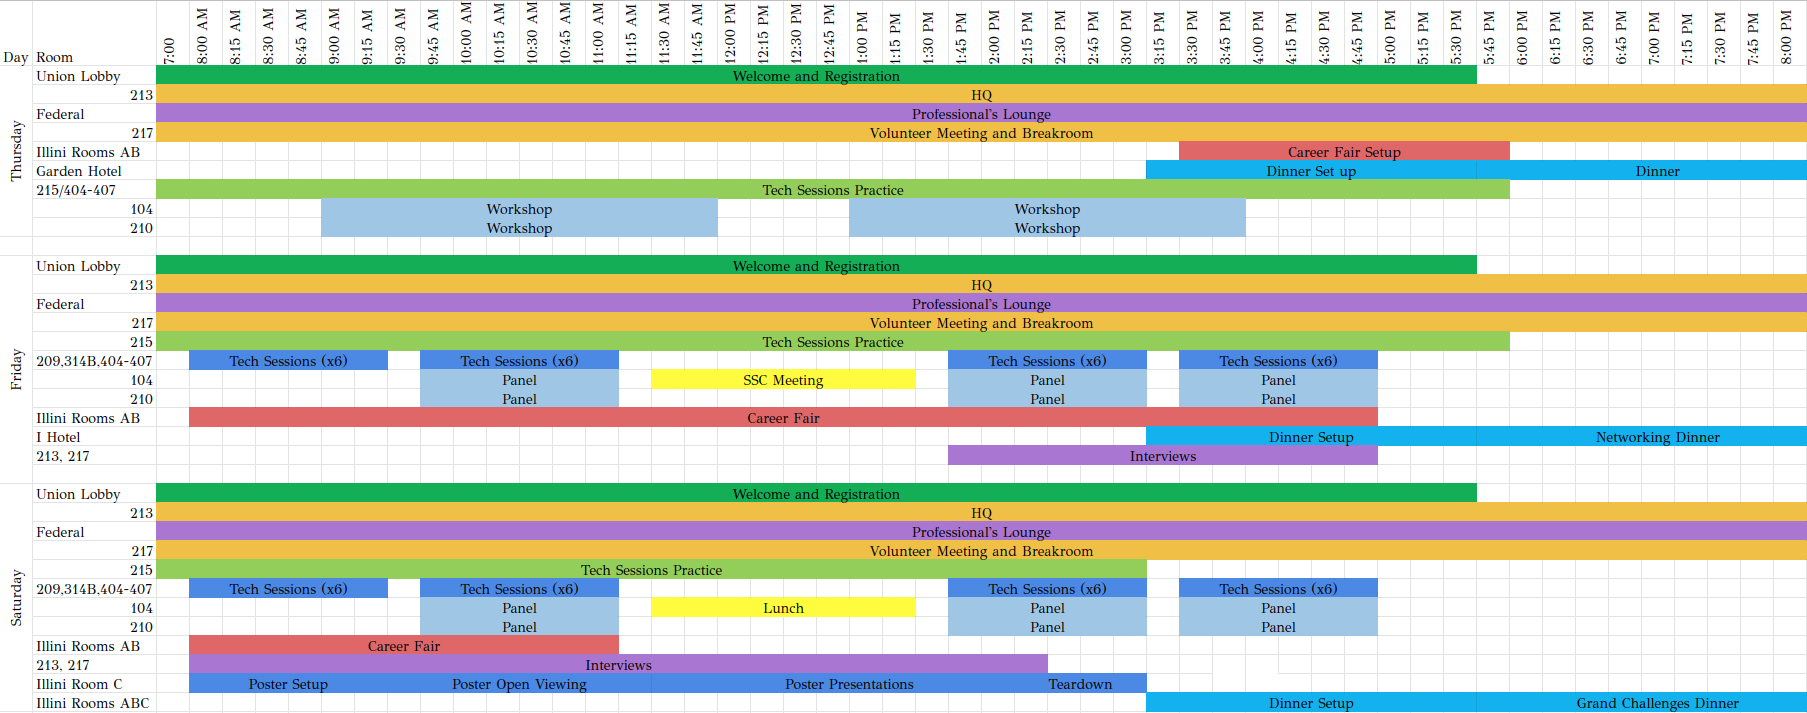 Day Room 7:00 8:00 AM 8:15 AM 8:30 AM 8:45 AM 9:00 AM 9:15 AM 9:30 AM 9:45 AM 10:00 AM 10:15 AM 10:30 AM 10:45 AM 11:00 AM 11:15 AM 11:30 AM 11:45 AM 12:00 PM 12:15 PM 12:30 PM 12:45 PM 1:00 PM 1:15 PM 1:30 PM 1:45 PM 2:00 PM 2:15 PM 2:30 PM 2:45 PM 3:00 PM 3:15 PM 3:30 PM 3:45 PM 4:00 PM 4:15 PM 4:30 PM 4:45 PM 5:00 PM 5:15 PM 5:30 PM 5:45 PM 6:00 PM 6:15 PM 6:30 PM 6:45 PM 7:00 PM 7:15 PM 7:30 PM 7:45 PM 8:00 PM
Thursday
Union Lobby Welcome and Registration
213 HQ
Federal Professional's Lounge
217 Volunteer Meeting and Breakroom
Illini Rooms AB Career Fair Setup
Garden Hotel Dinner Set up Dinner
215/404-407 Tech Sessions Practice
104 Workshop Workshop
210 Workshop Workshop
Friday
Union Lobby Welcome and Registration
213 HQ
Federal Professional's Lounge
217 Volunteer Meeting and Breakroom
215 Tech Sessions Practice
209,314B,404-407 Tech Sessions (x6) Tech Sessions (x6) Tech Sessions (x6) Tech Sessions (x6)
104 Panel SSC Meeting Panel Panel
210 Panel Panel Panel
Illini Rooms AB Career Fair
I Hotel Dinner Setup Networking Dinner
213, 217 Interviews
Saturday
Union Lobby Welcome and Registration
213 HQ
Federal Professional's Lounge
217 Volunteer Meeting and Breakroom
215 Tech Sessions Practice
209,314B,404-407 Tech Sessions (x6) Tech Sessions (x6) Tech Sessions (x6) Tech Sessions (x6)
104 Panel Lunch Panel Panel
210 Panel Panel Panel
Illini Rooms AB Career Fair
213, 217 Interviews
Illini Room C Poster Setup Poster Open Viewing Poster Presentations Teardown
Illini Rooms ABC Dinner Setup Grand Challenges Dinner